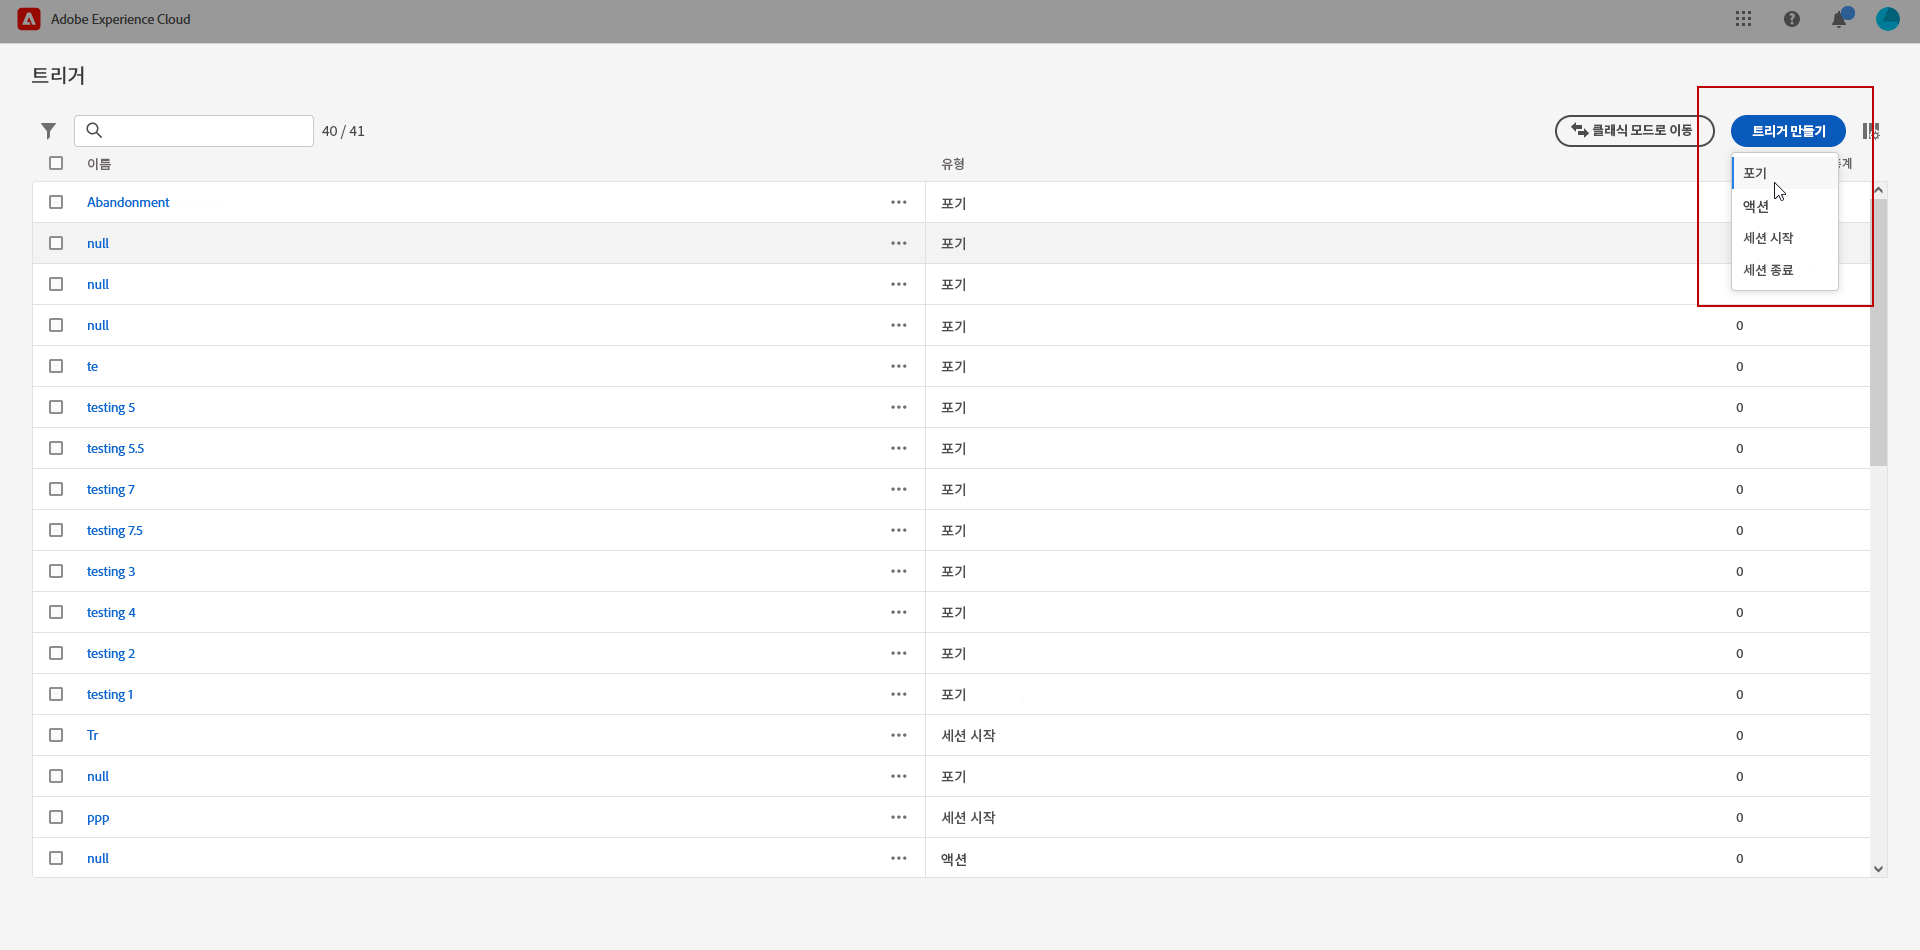 Adobe Experience Cloud
트리거
40 / 41
클래식 모드로 이동
트리거 만들기
이름
유형
포기
액션
세션 시작
세션 종료
Abandonment 포기
null 포기
null 포기
null 포기 0
te 포기 0
testing 5 포기 0
testing 5.5 포기 0
testing 7 포기 0
testing 7.5 포기 0
testing 3 포기 0
testing 4 포기 0
testing 2 포기 0
testing 1 포기 0
Tr 세션 시작 0
null 포기 0
ppp 세션 시작 0
null 액션 0